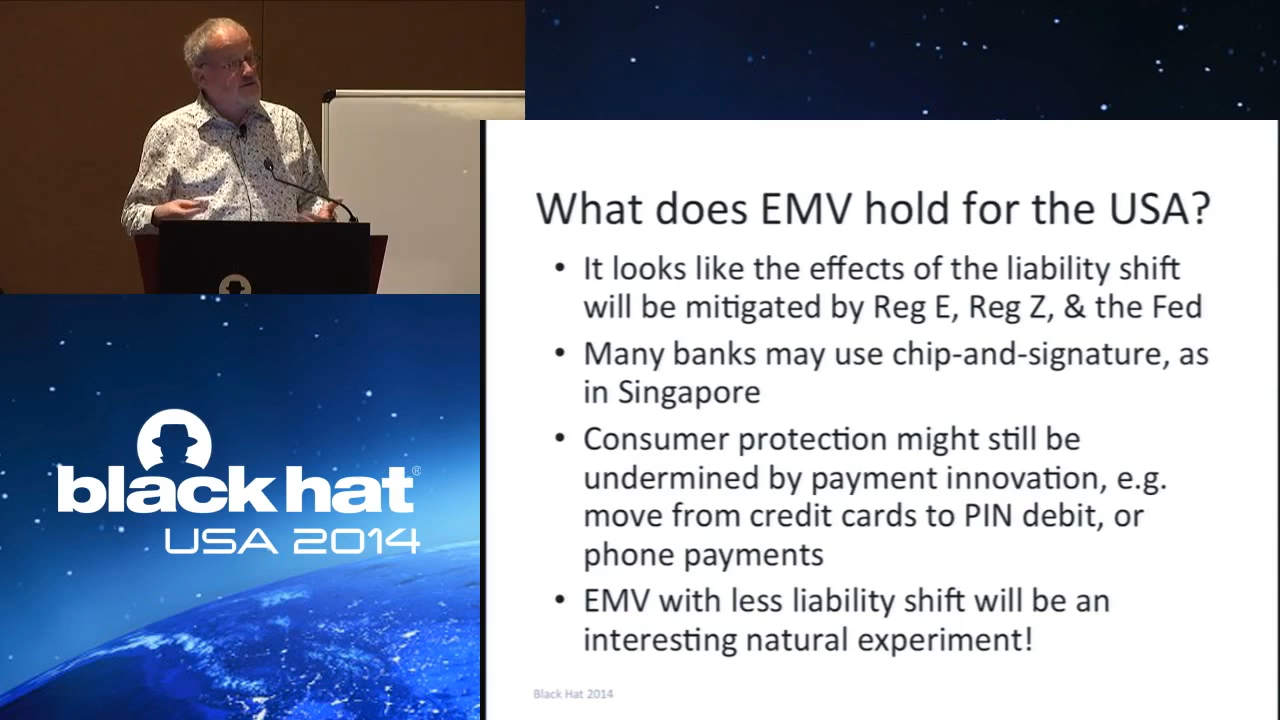 What does EMV hold for the USA?
• It looks like the effects of the liability shift
will be mitigated by Reg E, Reg Z, & the Fed
• Many banks may use chip-and-signature, as
in Singapore
• Consumer protection might still be
undermined by payment innovation, e.g.
move from credit cards to PIN debit, or
phone payments
• EMV with less liability shift will be an
interesting natural experiment!
Black Hat 2014
black hat®
USA 2014